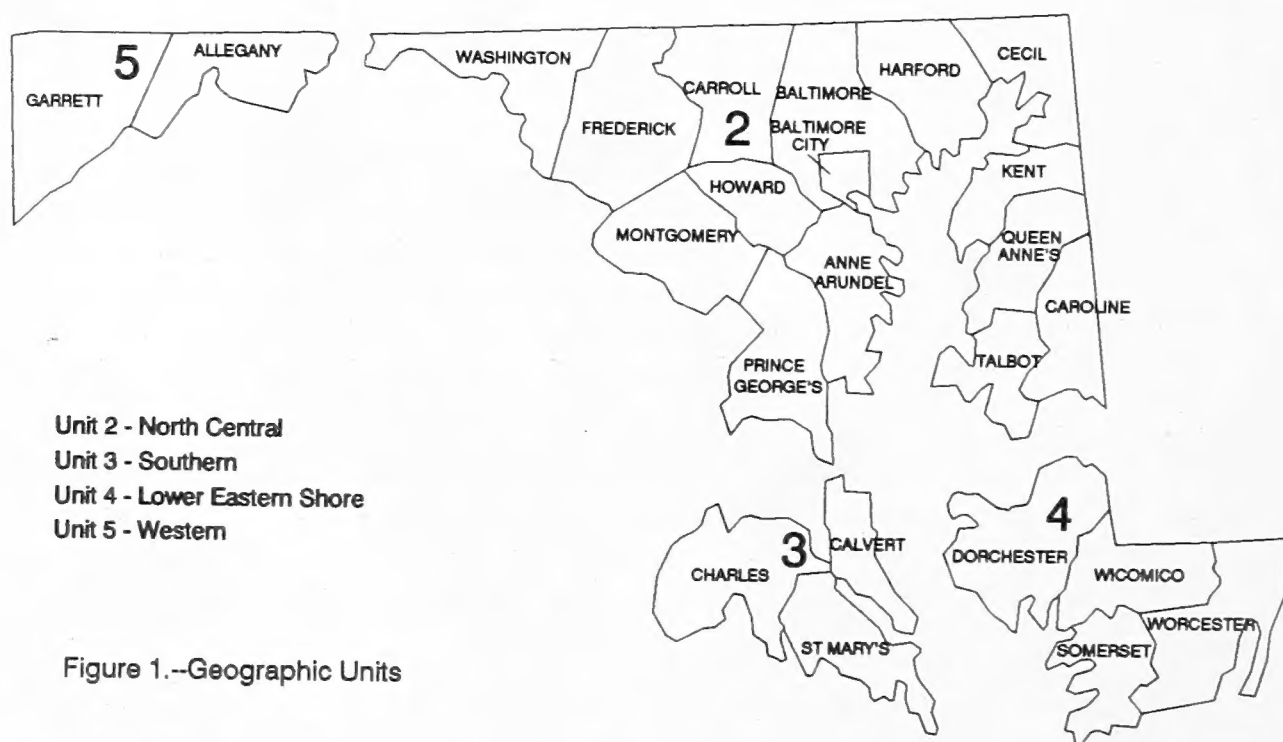 5
ALLEGANY
GARRETT
WASHINGTON
FREDERICK
CARROLL
2
BALTIMORE
BALTIMORE
CITY
HARFORD
CECIL
KENT
HOWARD
MONTGOMERY
ANNE
ARUNDEL
QUEEN
ANNE'S
CAROLINE
TALBOT
PRINCE
GEORGE'S
Unit 2 - North Central
Unit 3 - Southern
Unit 4 - Lower Eastern Shore
Unit 5 - Western
3
CHARLES
CALVERT
ST MARY'S
4
DORCHESTER
WICOMICO
WORCESTER
SOMERSET
Figure 1.--Geographic Units